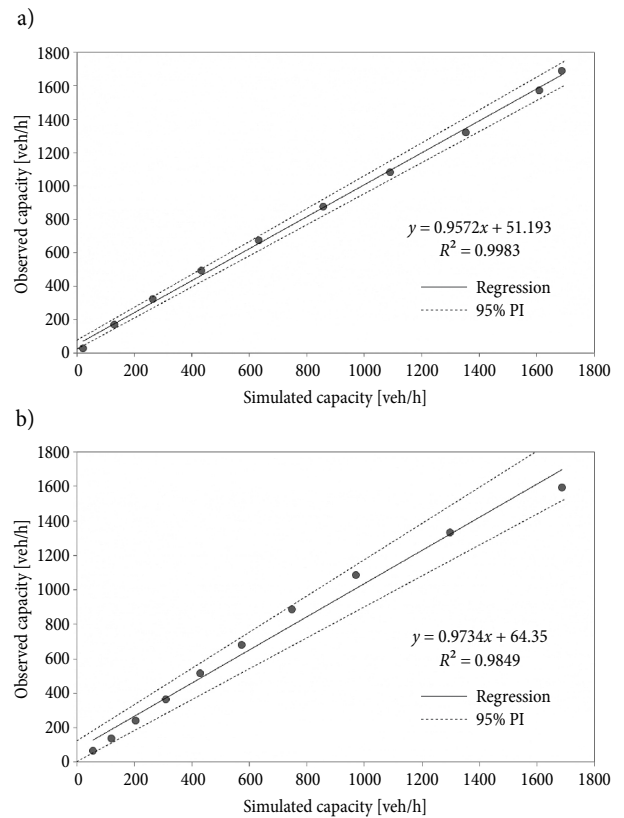 a)
1800
1600
1400
1200
1000
800
600
400
200
0
Observed capacity [veh/h]
y = 0.9572x + 51.193
R² = 0.9983
Regression
95% PI
0 200 400 600 800 1000 1200 1400 1600 1800
Simulated capacity [veh/h]
b)
1800
1600
1400
1200
1000
800
600
400
200
0
Observed capacity [veh/h]
y = 0.9734x + 64.35
R² = 0.9849
Regression
95% PI
0 200 400 600 800 1000 1200 1400 1600 1800
Simulated capacity [veh/h]